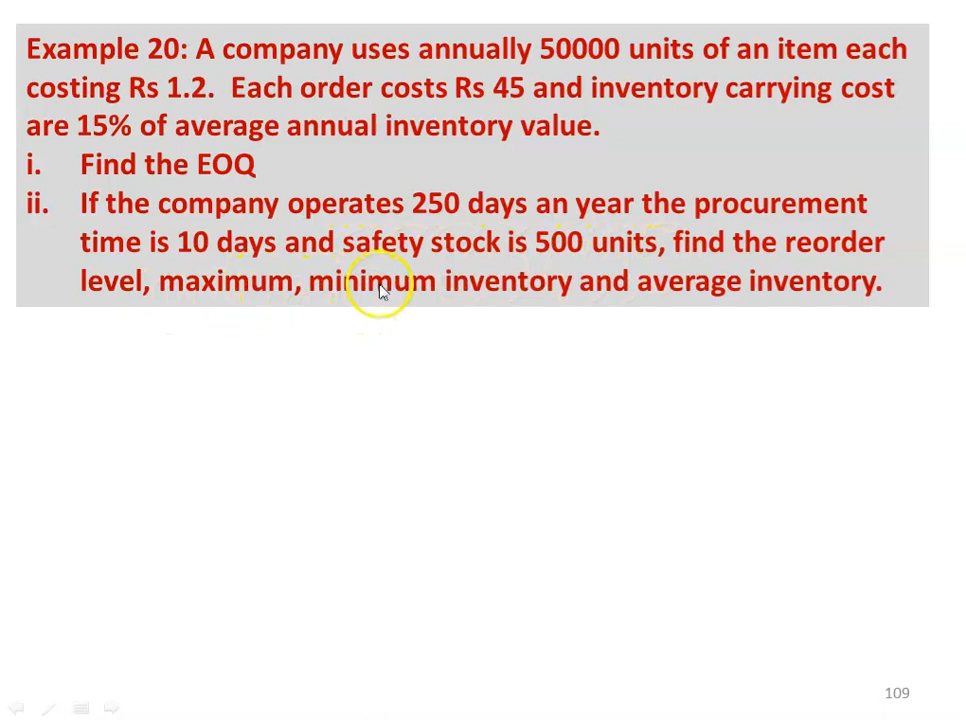 Example 20: A company uses annually 50000 units of an item each
costing Rs 1.2.  Each order costs Rs 45 and inventory carrying cost
are 15% of average annual inventory value.
i. Find the EOQ
ii. If the company operates 250 days an year the procurement
time is 10 days and safety stock is 500 units, find the reorder
level, maximum, minimum inventory and average inventory.
109